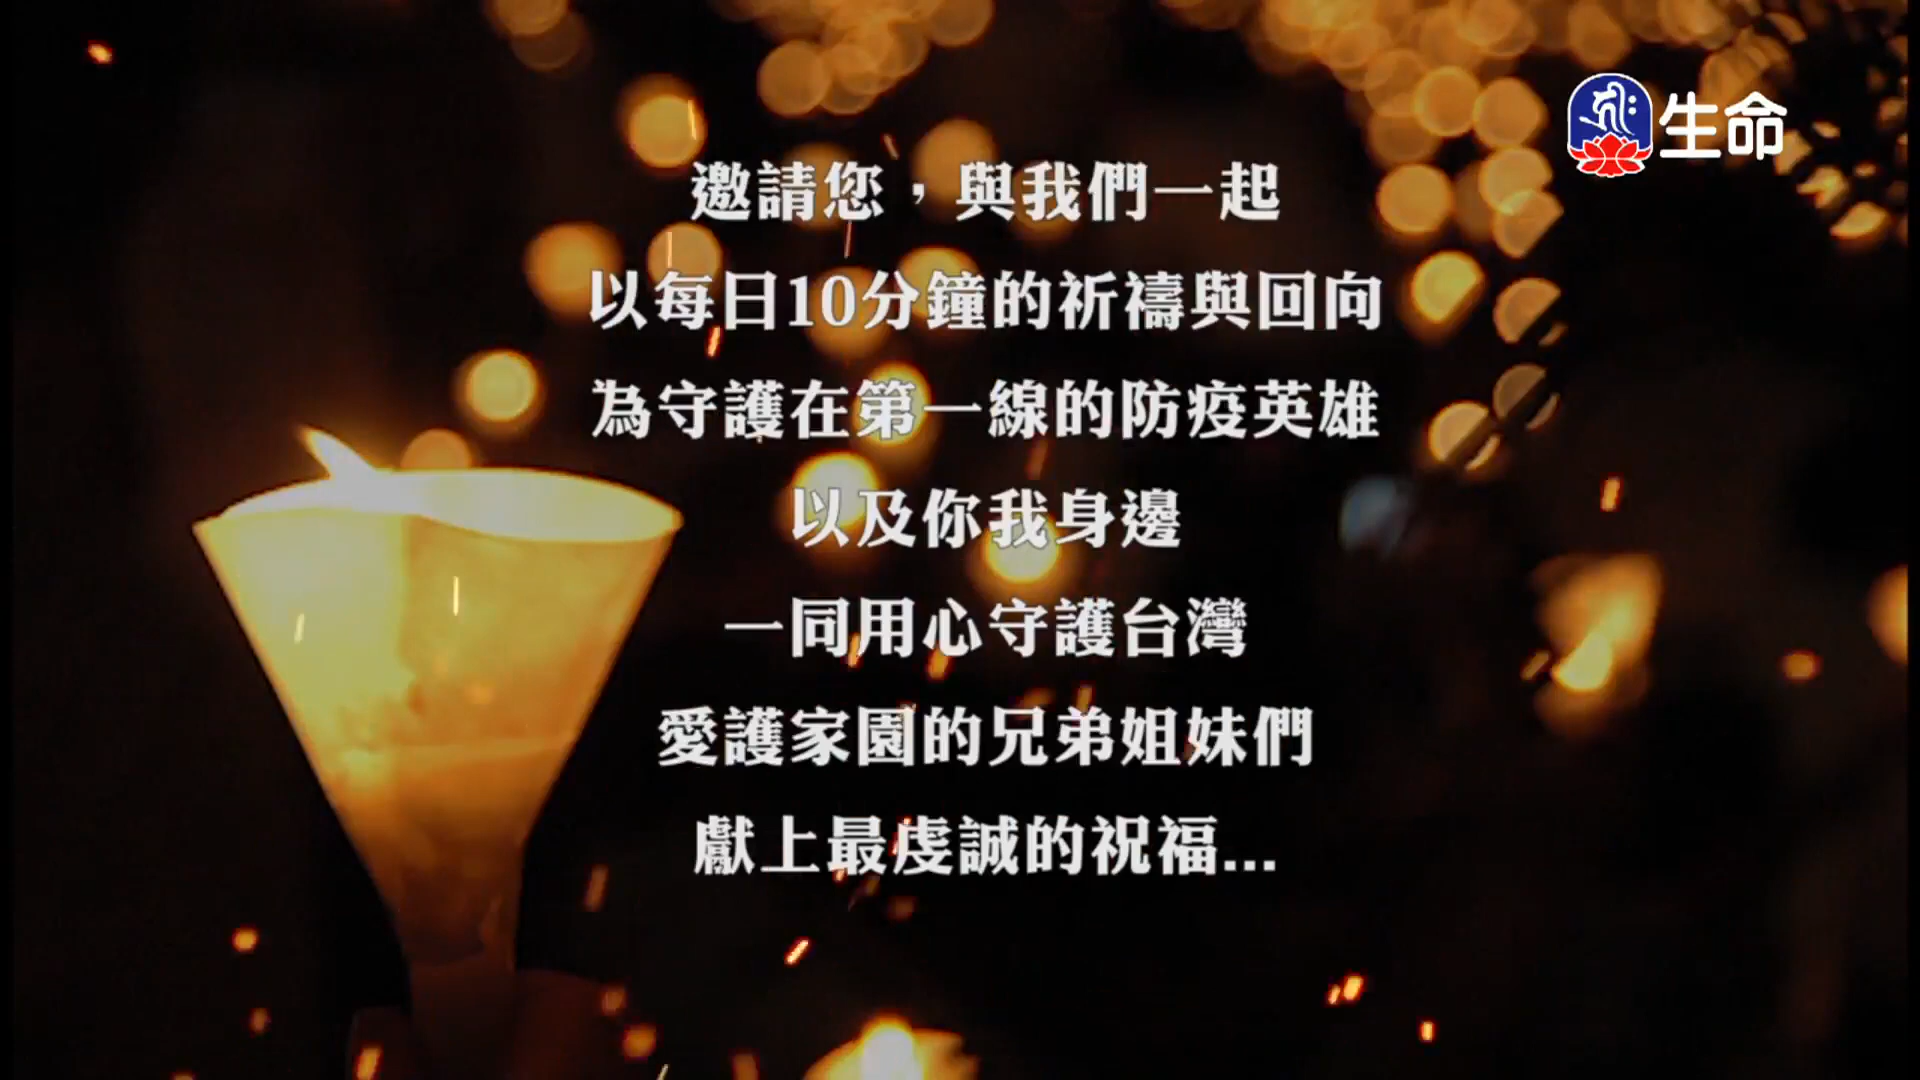 生命
邀請您，與我們一起
以每日10分鐘的祈禱與回向
為守護在第一線的防疫英雄
以及你我身邊
一同用心守護台灣
愛護家園的兄弟姐妹們
獻上最虔誠的祝福...